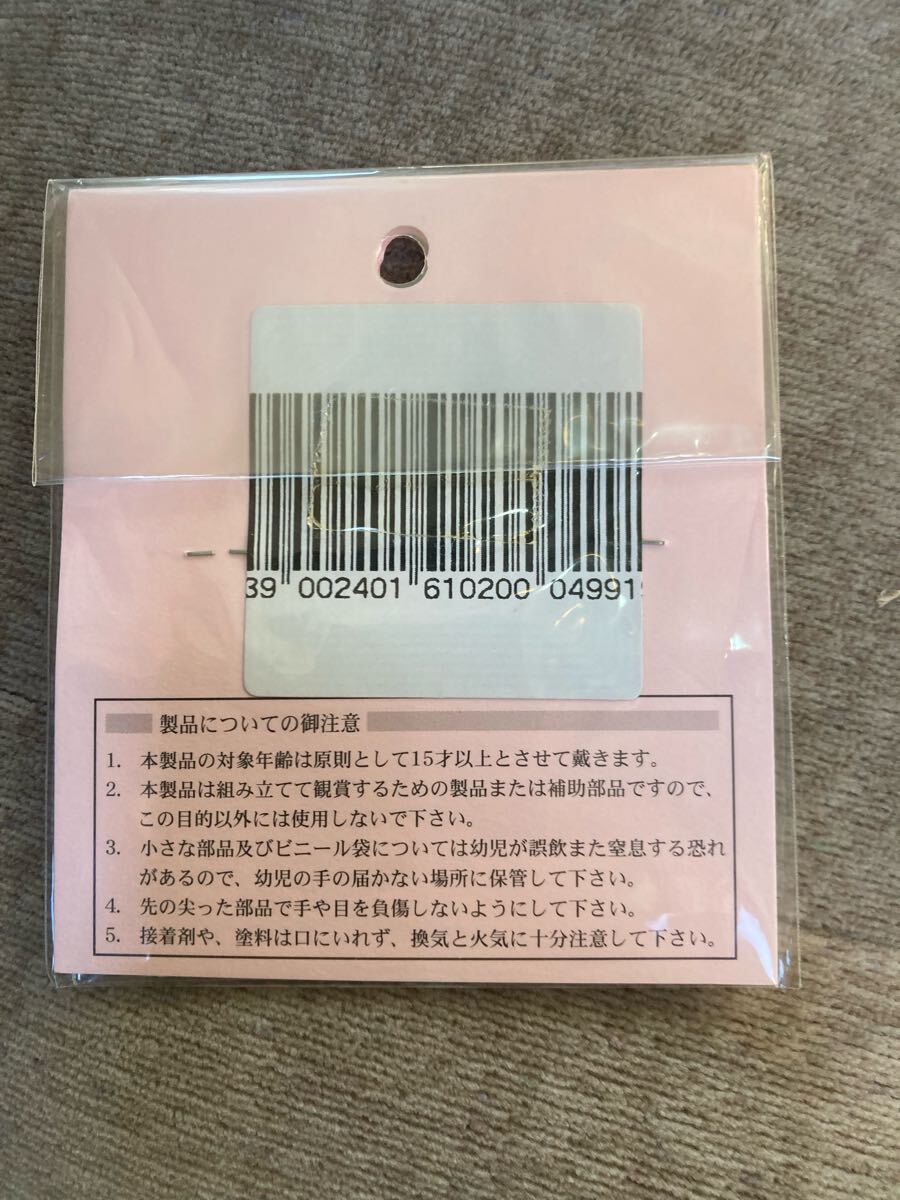 39 002401 610200 04991
製品についての御注意
1. 本製品の対象年齢は原則として15才以上とさせて戴きます。
2. 本製品は組み立てて観賞するための製品または補助部品ですので、
この目的以外には使用しないで下さい。
3. 小さな部品及びビニール袋については幼児が誤飲また窒息する恐れ
があるので、幼児の手の届かない場所に保管して下さい。
4. 先の尖った部品で手や目を負傷しないようにして下さい。
5. 接着剤や、塗料は口にいれず、換気と火気に十分注意して下さい。